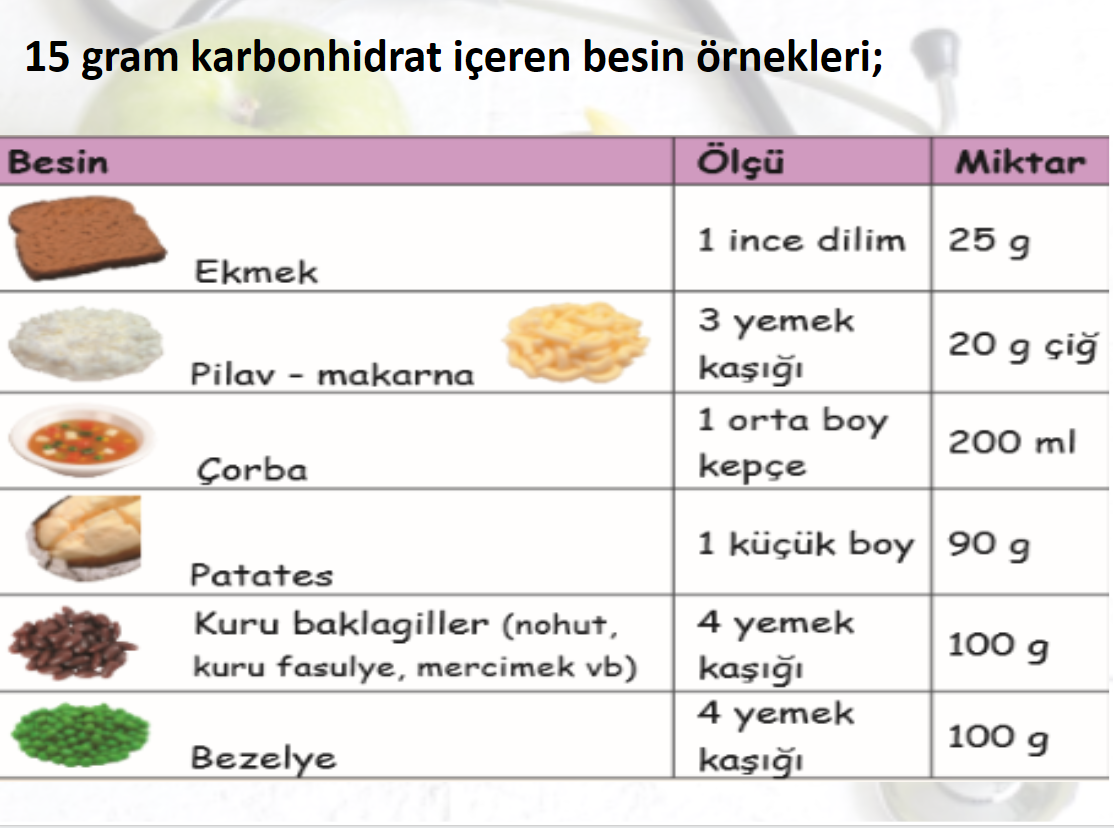 15 gram karbonhidrat içeren besin örnekleri;
Besin Ölçü Miktar
Ekmek 1 ince dilim 25 g
Pilav - makarna 3 yemek kaşığı 20 g çiğ
Çorba 1 orta boy kepçe 200 ml
Patates 1 küçük boy 90 g
Kuru baklagiller (nohut,
kuru fasulye, mercimek vb) 4 yemek kaşığı 100 g
Bezelye 4 yemek kaşığı 100 g